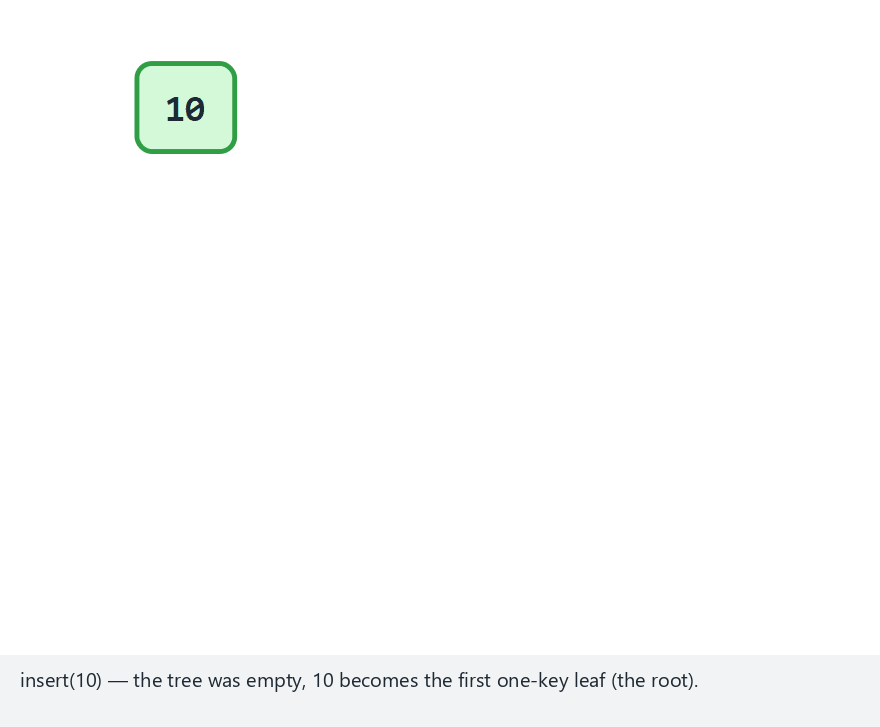 10
insert(10) — the tree was empty, 10 becomes the first one-key leaf (the root).